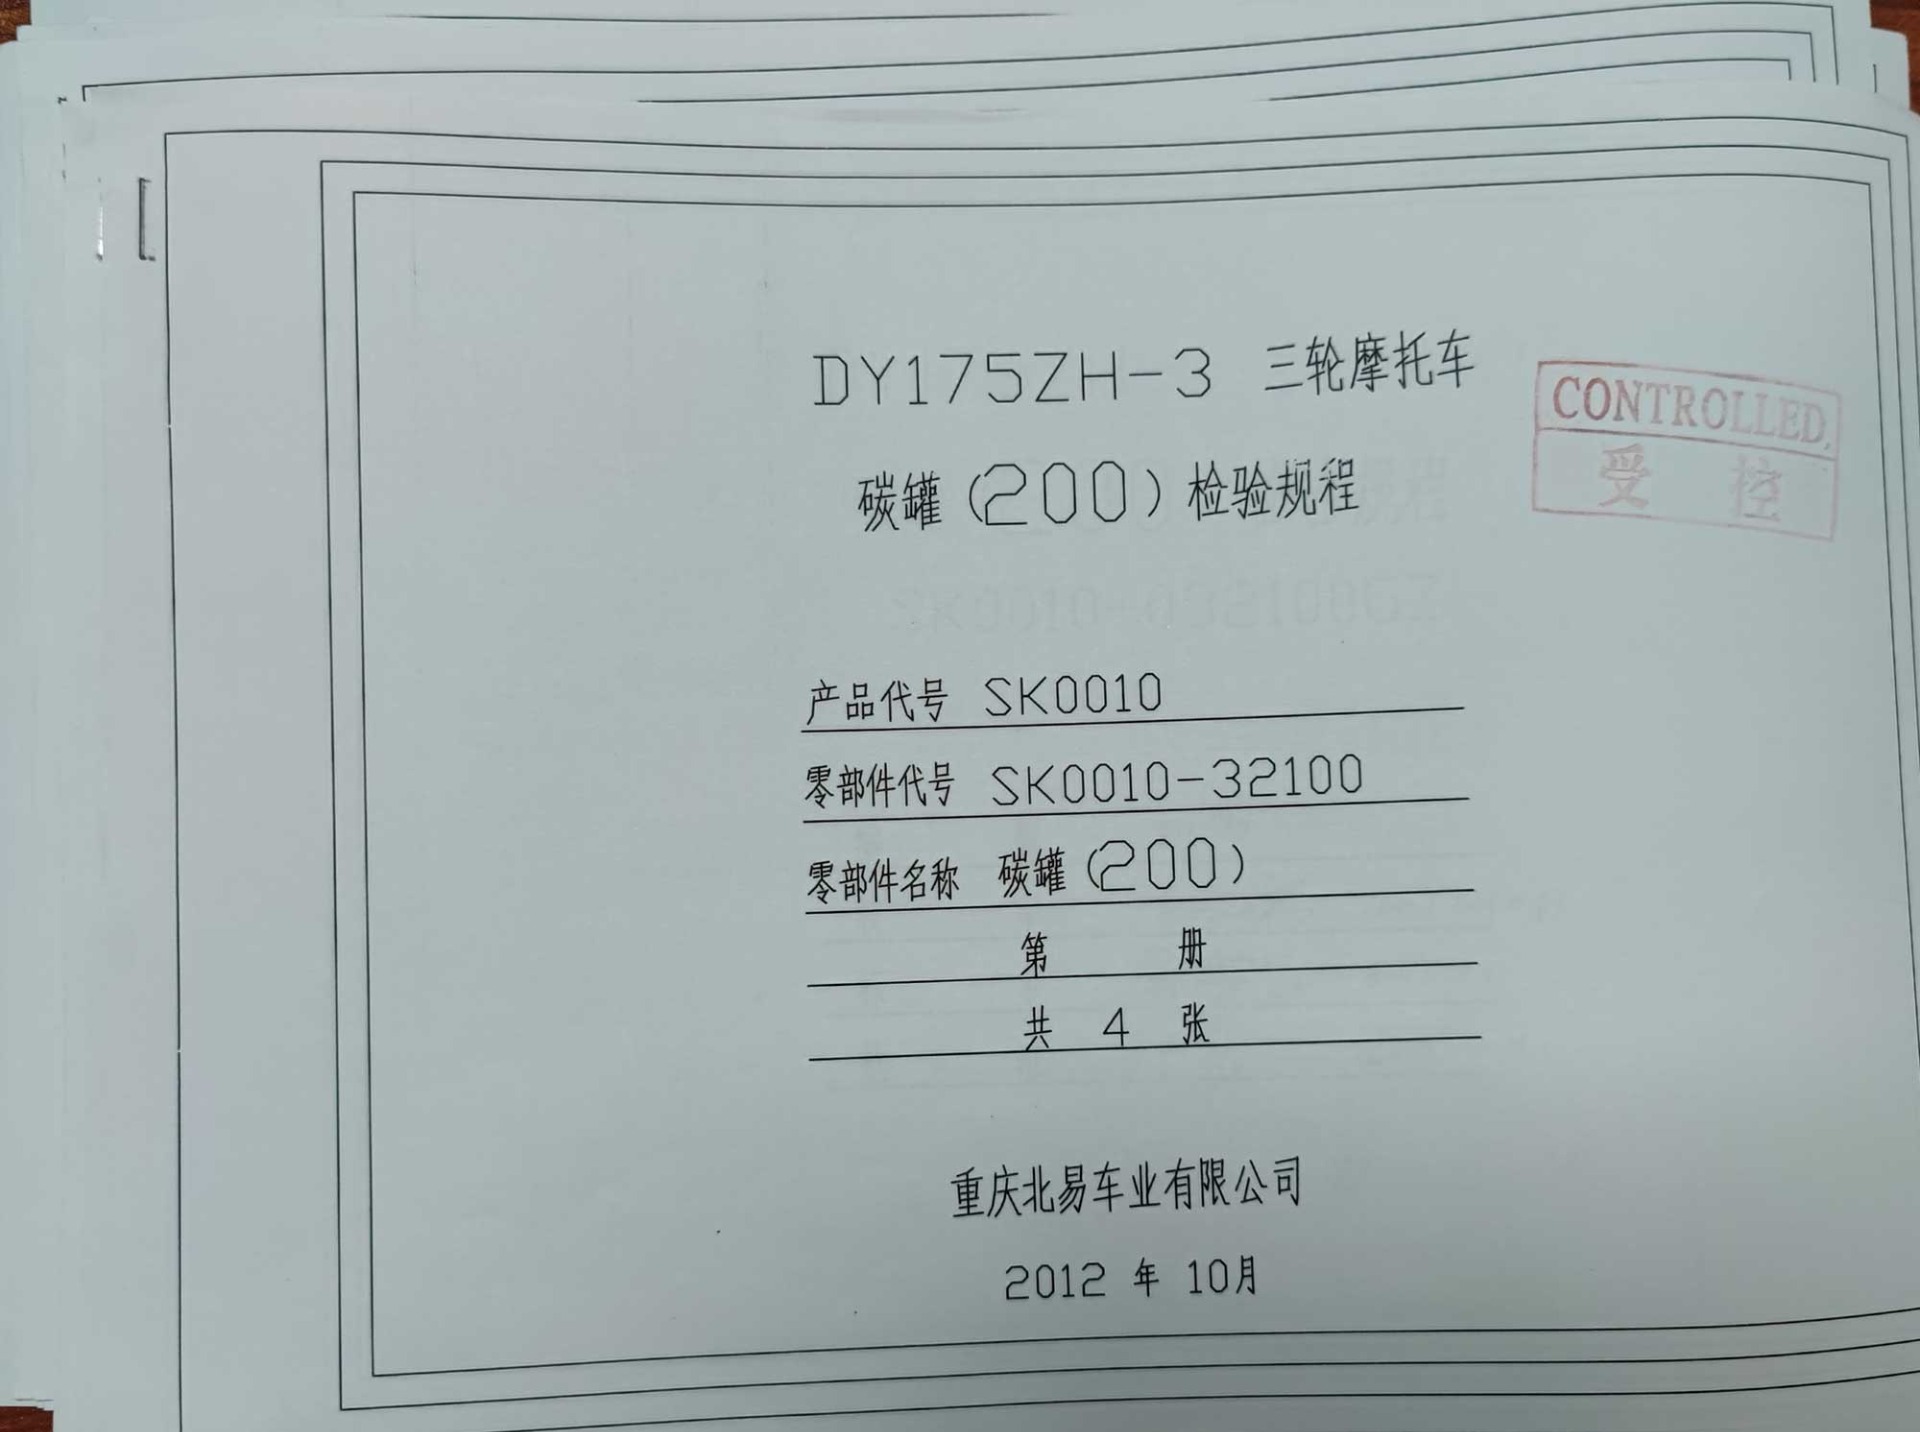 DY175ZH-3 三轮摩托车
碳罐(200)检验规程
CONTROLLED
受 控
产品代号 SK0010
零部件代号 SK0010-32100
零部件名称 碳罐(200)
第 册
共 4 张
重庆北易车业有限公司
2012 年 10月